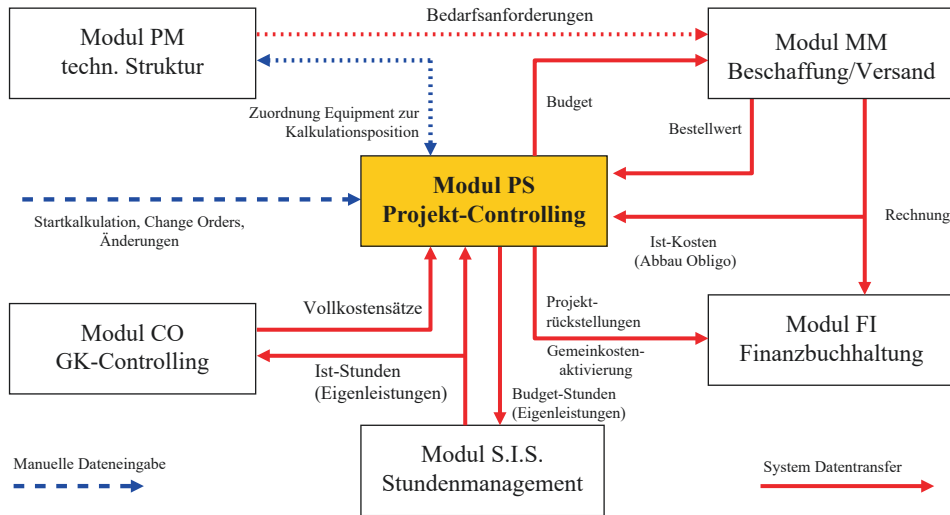 Bedarfsanforderungen
Modul PM
techn. Struktur
Modul MM
Beschaffung/Versand
Zuordnung Equipment zur
Kalkulationsposition
Budget
Bestellwert
Modul PS
Projekt-Controlling
Startkalkulation, Change Orders,
Änderungen
Rechnung
Ist-Kosten
(Abbau Obligo)
Vollkostensätze
Modul CO
GK-Controlling
Projekt-
rückstellungen
Gemeinkosten-
aktivierung
Modul FI
Finanzbuchhaltung
Ist-Stunden
(Eigenleistungen)
Budget-Stunden
(Eigenleistungen)
Modul S.I.S.
Stundenmanagement
Manuelle Dateneingabe
System Datentransfer